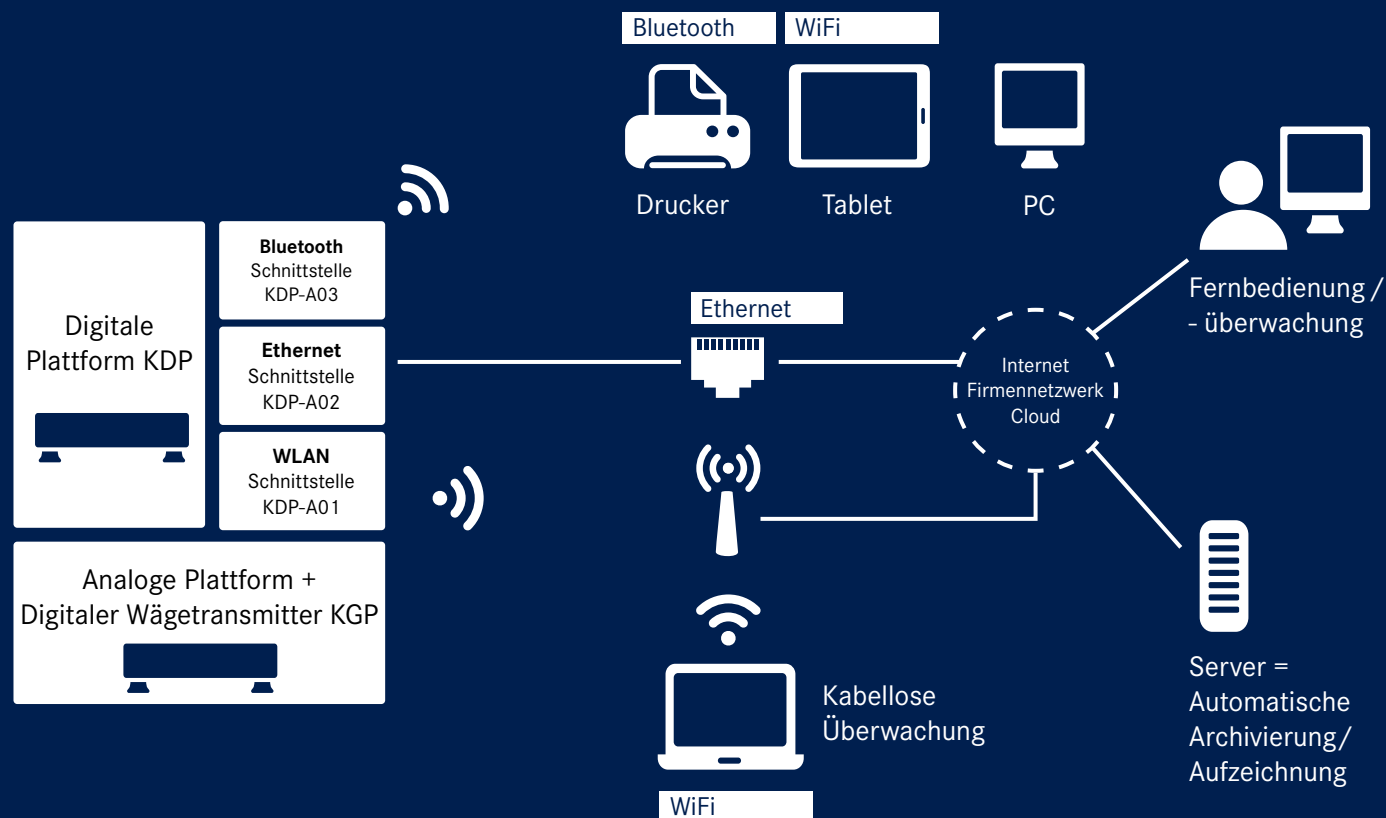 Bluetooth
WiFi
Drucker
Tablet
PC
Bluetooth
Schnittstelle
KDP-A03
Digitale
Plattform KDP
Ethernet
Schnittstelle
KDP-A02
WLAN
Schnittstelle
KDP-A01
Analoge Plattform +
Digitaler Wägetransmitter KGP
Ethernet
Internet
Firmennetzwerk
Cloud
Fernbedienung /
- überwachung
Kabellose
Überwachung
WiFi
Server =
Automatische
Archivierung/
Aufzeichnung